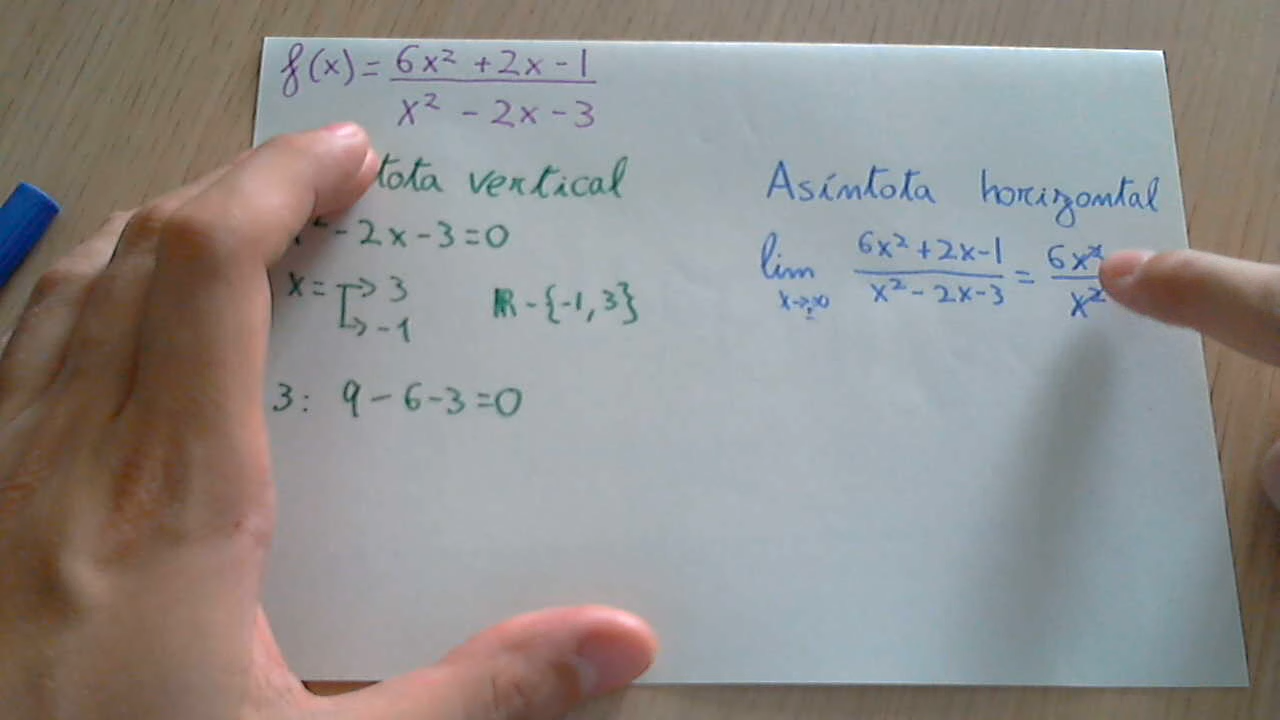 f(x) = 6x² + 2x - 1 / x² - 2x - 3
tota vertical
² - 2x - 3 = 0
x = → 3
→ -1
R - {-1, 3}
3: 9 - 6 - 3 = 0
Asíntota horizontal
lim x→∞ 6x² + 2x - 1 / x² - 2x - 3 = 6x² / x²